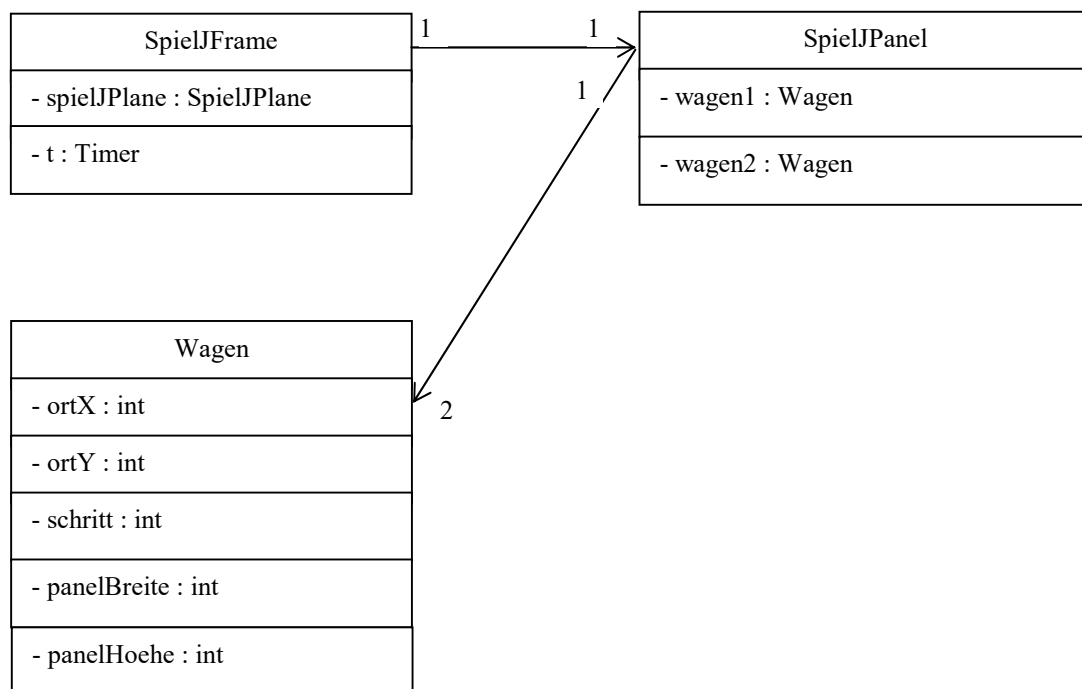 SpielJFrame
- spielJPlane : SpielJPlane
- t : Timer
1
1
SpielJPanel
- wagen1 : Wagen
- wagen2 : Wagen
1
2
Wagen
- ortX : int
- ortY : int
- schritt : int
- panelBreite : int
- panelHoehe : int